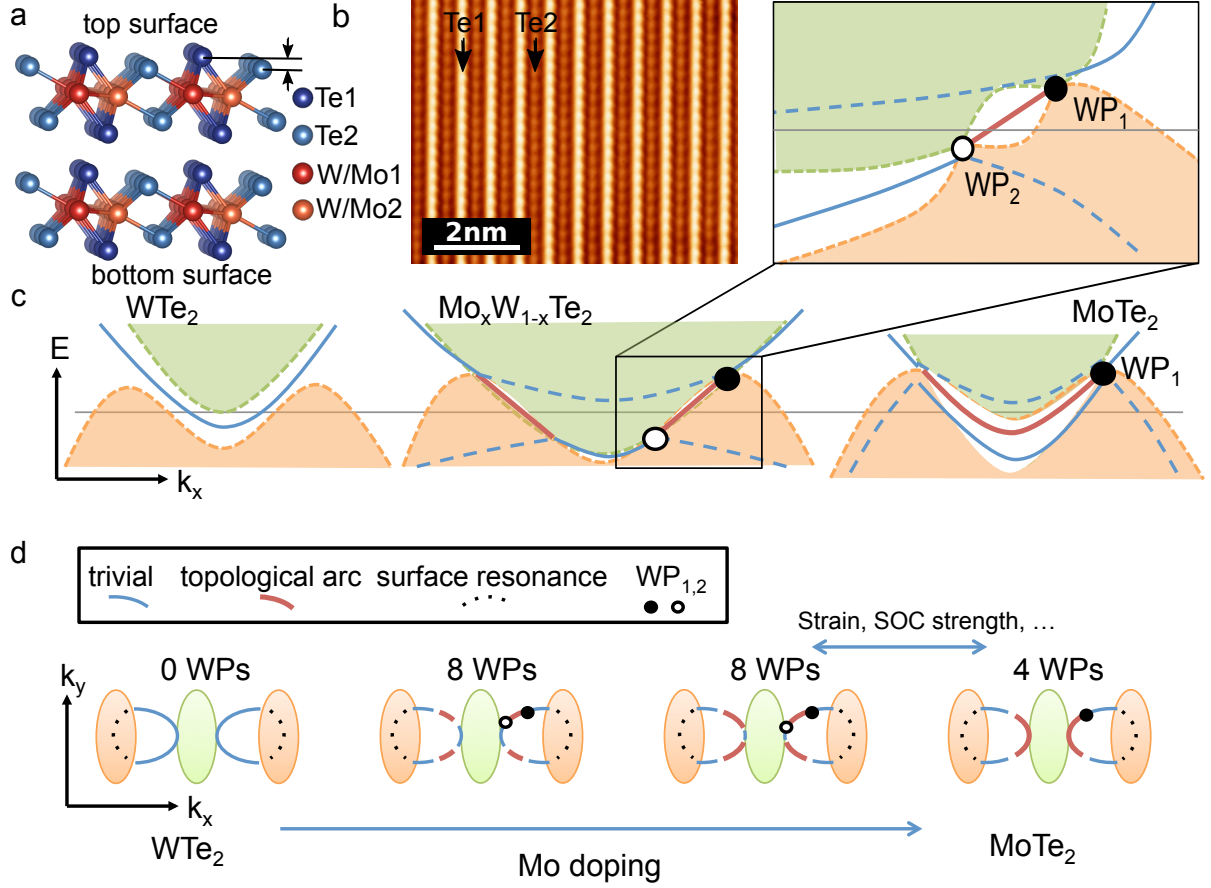 a
top surface
Te1
Te2
W/Mo1
W/Mo2
bottom surface
b
Te1
Te2
2nm
WP1
WP2
c
WTe2
MoxW1-xTe2
MoTe2
E
kx
WP1
d
trivial
topological arc
surface resonance
WP1,2
Strain, SOC strength, …
0 WPs
8 WPs
8 WPs
4 WPs
ky
kx
WTe2
Mo doping
MoTe2